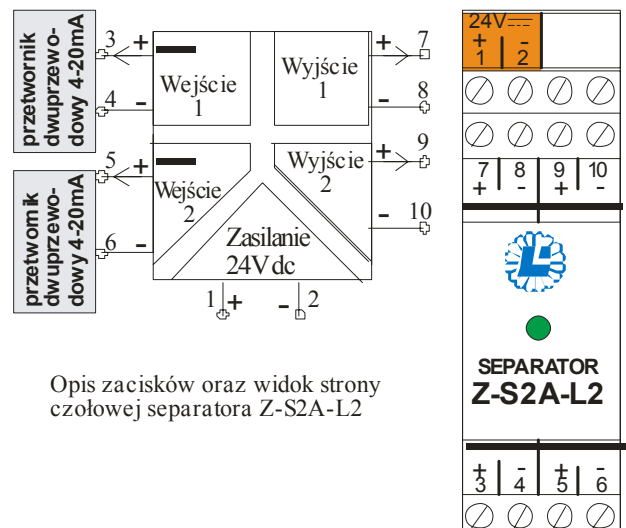 przetwornik
dwuprzewo-
dowy 4-20mA
3 +
4 -
Wejście
1
Wyjście
1
+ 7
- 8
przetwornik
dwuprzewo-
dowy 4-20mA
5 +
6 -
Wejście
2
Wyjście
2
+ 9
- 10
Zasilanie
24Vdc
1 + - 2
Opis zacisków oraz widok strony
czołowej separatora Z-S2A-L2
24V
+ -
1 2
7 8 9 10
+ - + -
SEPARATOR
Z-S2A-L2
+ - + -
3 4 5 6